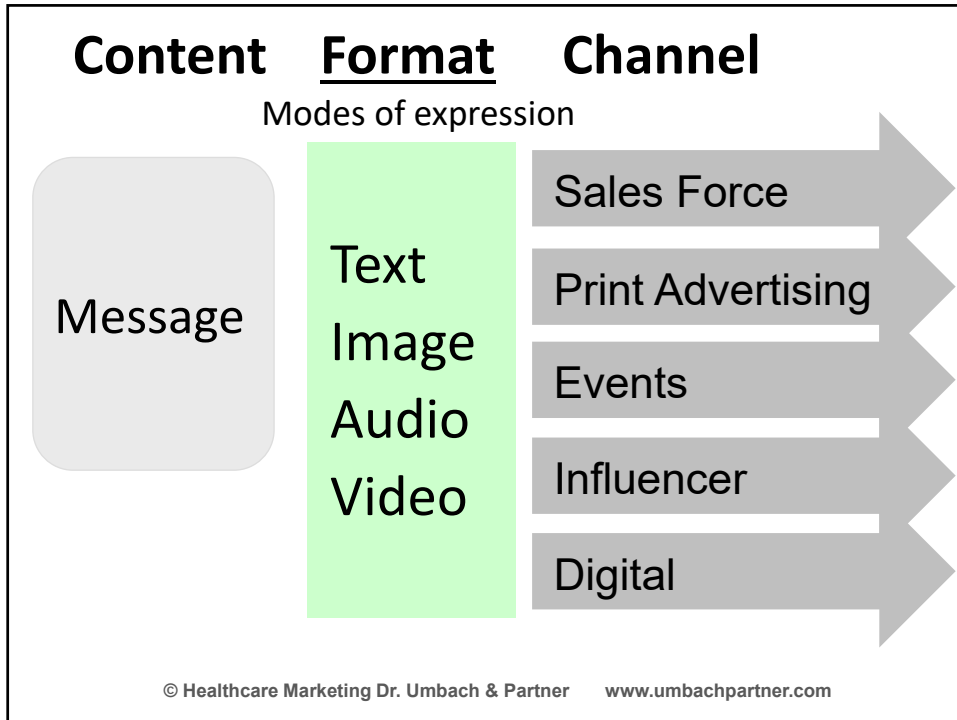 Content Format Channel
Modes of expression
Message
Text
Image
Audio
Video
Sales Force
Print Advertising
Events
Influencer
Digital
© Healthcare Marketing Dr. Umbach & Partner www.umbachpartner.com